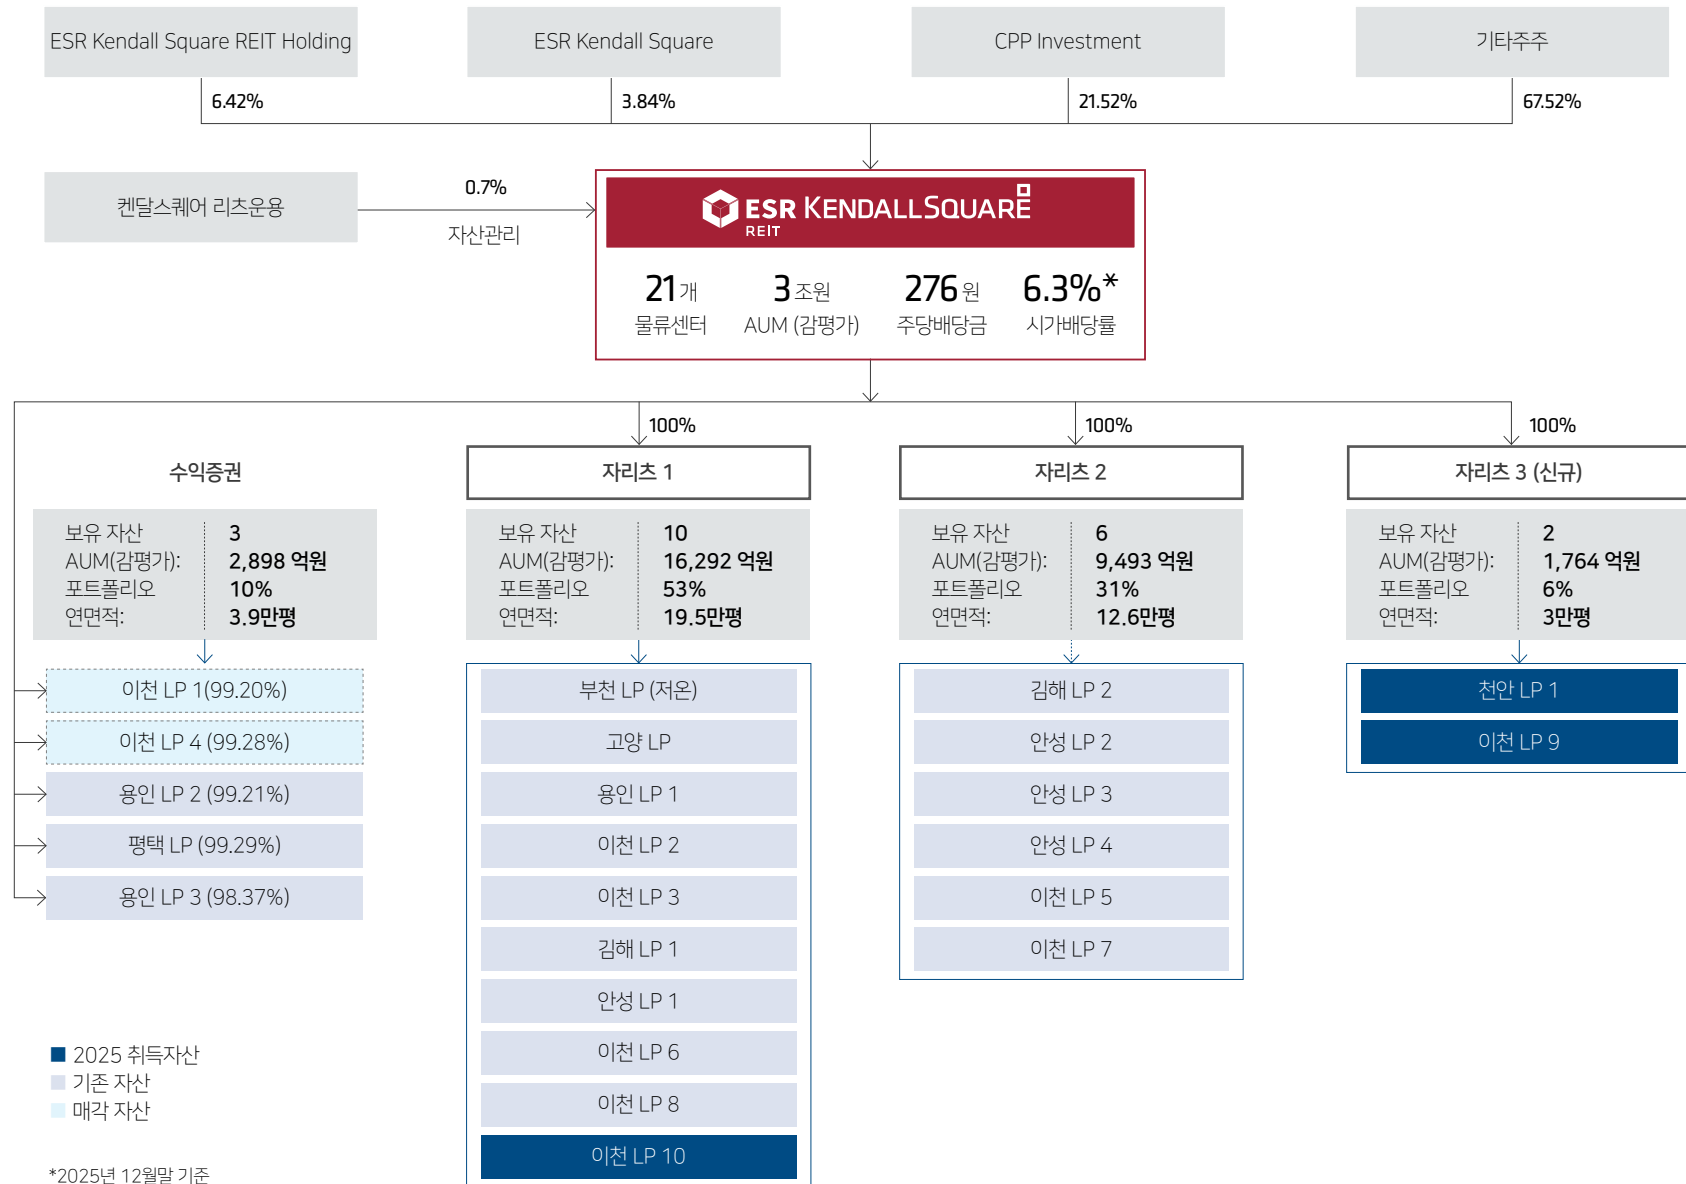 ESR Kendall Square REIT Holding
ESR Kendall Square
CPP Investment
기타주주
6.42%
3.84%
21.52%
67.52%
켄달스퀘어 리츠운용
0.7%
자산관리
ESR KENDALLSQUARE
REIT
21개
물류센터
3조원
AUM (감평가)
276원
주당배당금
6.3%*
시가배당률
100%
100%
100%
수익증권
보유 자산 3
AUM(감평가): 2,898 억원
포트폴리오 10%
연면적: 3.9만평
이천 LP 1(99.20%)
이천 LP 4 (99.28%)
용인 LP 2 (99.21%)
평택 LP (99.29%)
용인 LP 3 (98.37%)
자리츠 1
보유 자산 10
AUM(감평가): 16,292 억원
포트폴리오 53%
연면적: 19.5만평
부천 LP (저온)
고양 LP
용인 LP 1
이천 LP 2
이천 LP 3
김해 LP 1
안성 LP 1
이천 LP 6
이천 LP 8
이천 LP 10
자리츠 2
보유 자산 6
AUM(감평가): 9,493 억원
포트폴리오 31%
연면적: 12.6만평
김해 LP 2
안성 LP 2
안성 LP 3
안성 LP 4
이천 LP 5
이천 LP 7
자리츠 3 (신규)
보유 자산 2
AUM(감평가): 1,764 억원
포트폴리오 6%
연면적: 3만평
천안 LP 1
이천 LP 9
2025 취득자산
기존 자산
매각 자산
*2025년 12월말 기준